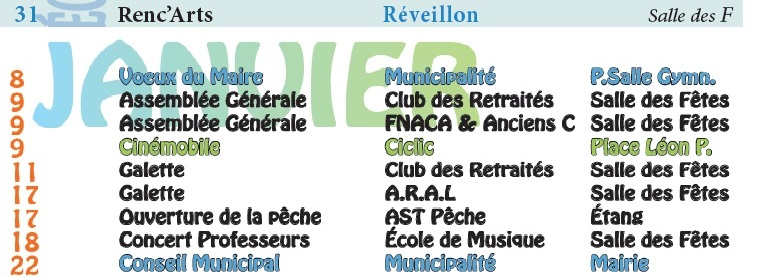 31 Renc'Arts Réveillon Salle des F
JANVIER
8 Voeux du Maire Municipalité P.Salle Gymn.
9 Assemblée Générale Club des Retraités Salle des Fêtes
9 Assemblée Générale FNACA & Anciens C Salle des Fêtes
9 Cinémobile Ciclic Place Léon P.
11 Galette Club des Retraités Salle des Fêtes
17 Galette A.R.A.L Salle des Fêtes
17 Ouverture de la pêche AST Pêche Étang
18 Concert Professeurs École de Musique Salle des Fêtes
22 Conseil Municipal Municipalité Mairie